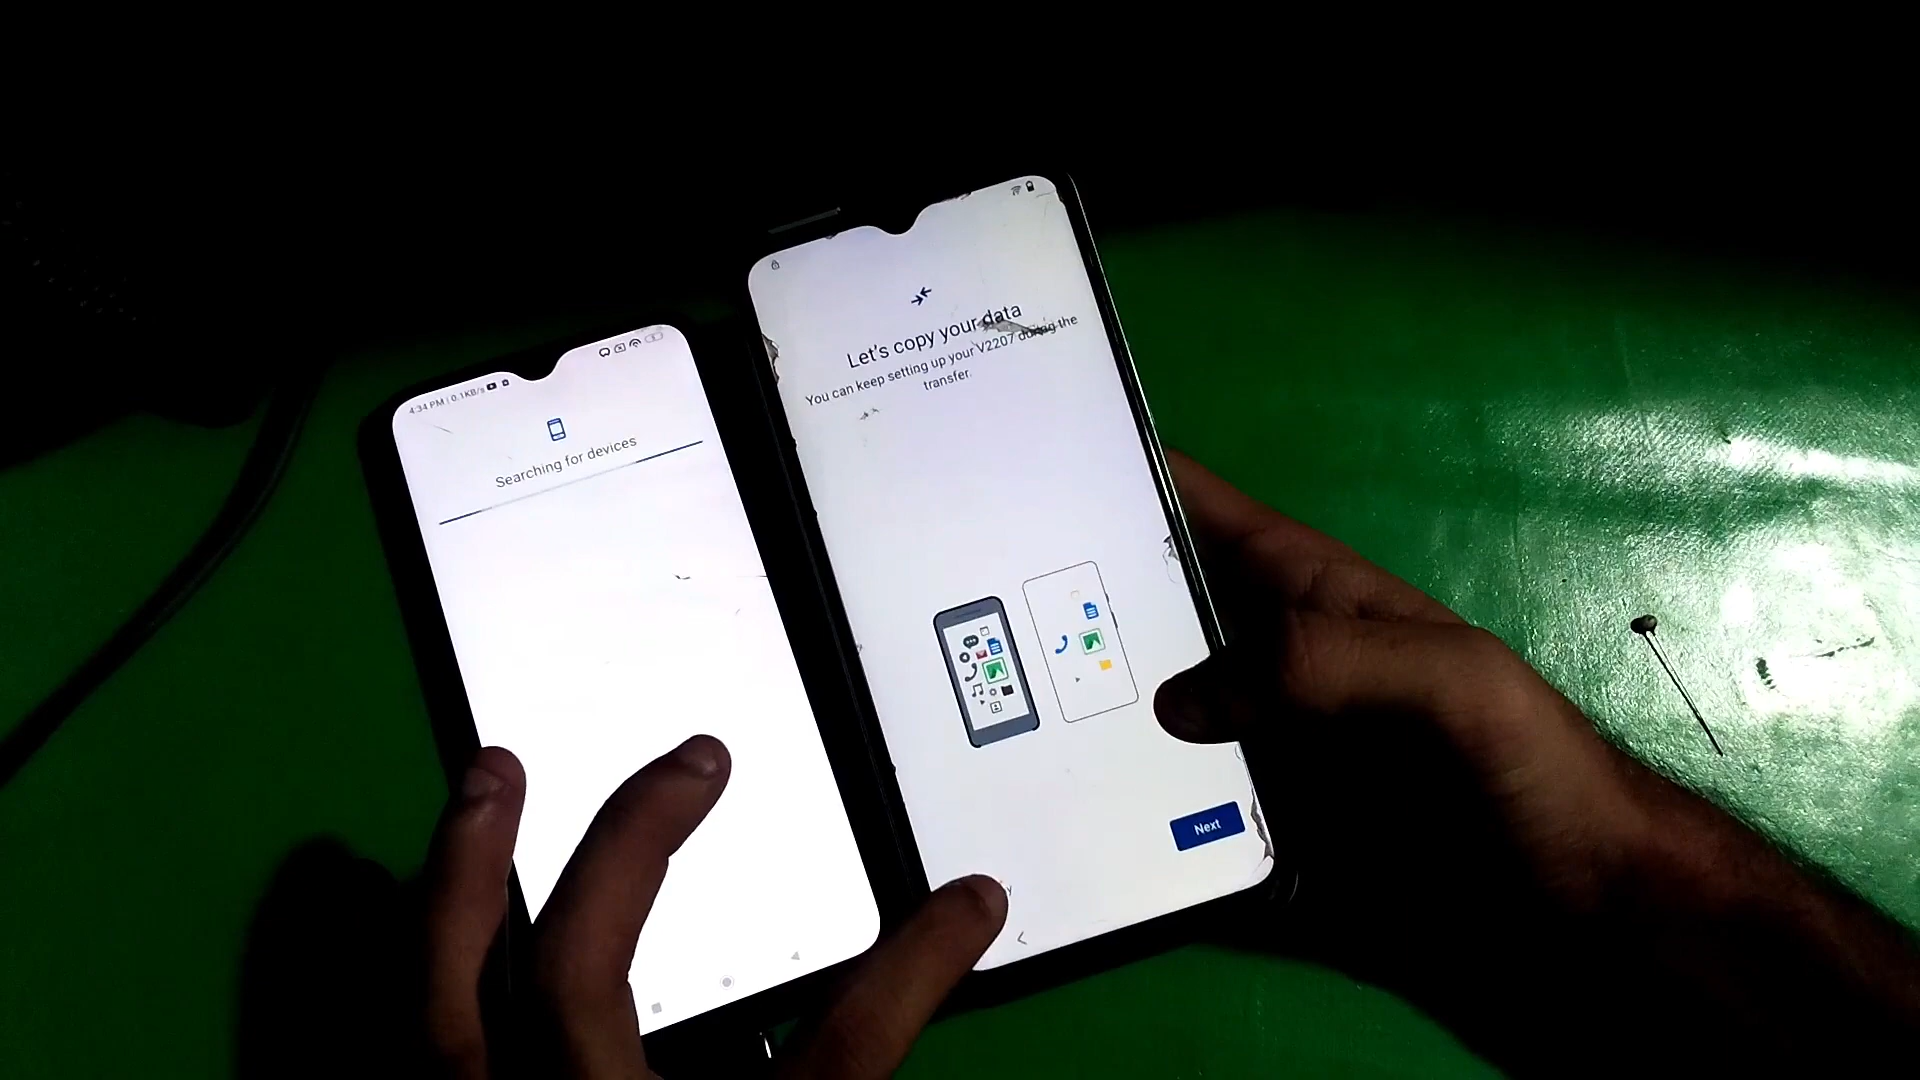 4:34 PM | 0.1KB/s
Searching for devices
Let's copy your data
You can keep setting up your V2207 during the
transfer.
Next